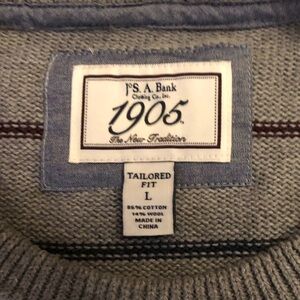 JoS. A. Bank
Clothing Co., Inc.
1905
The New Tradition
TAILORED
FIT
L
86% COTTON
14% WOOL
MADE IN
CHINA